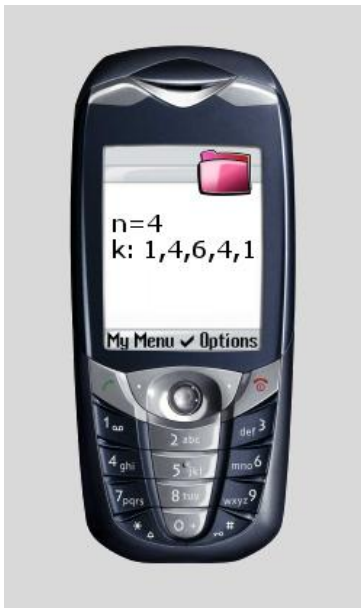 n=4
k: 1,4,6,4,1
My Menu Options
1
2 abc
def 3
4 ghi
5 jkl
mno 6
7 pqrs
8 tuv
wxyz 9
*
0 +
#